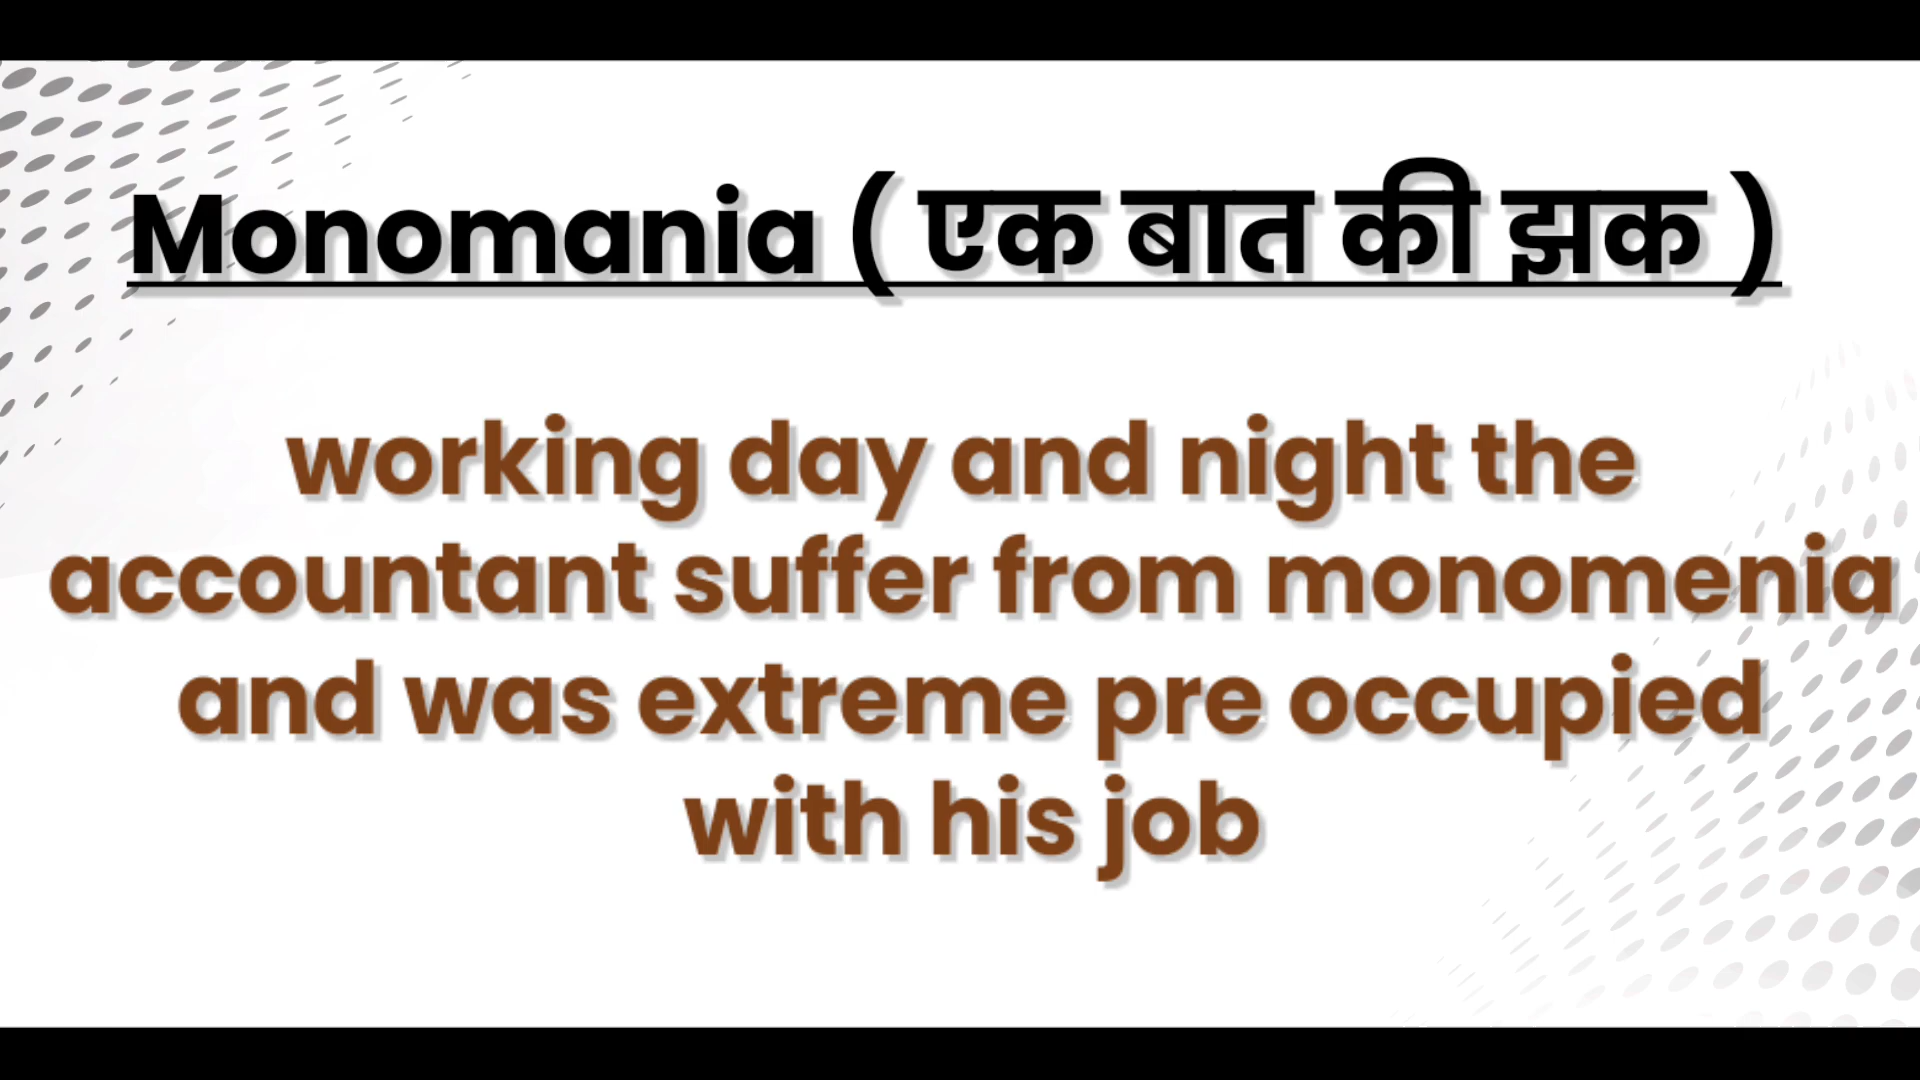 Monomania ( एक बात की झक )
working day and night the
accountant suffer from monomenia
and was extreme pre occupied
with his job